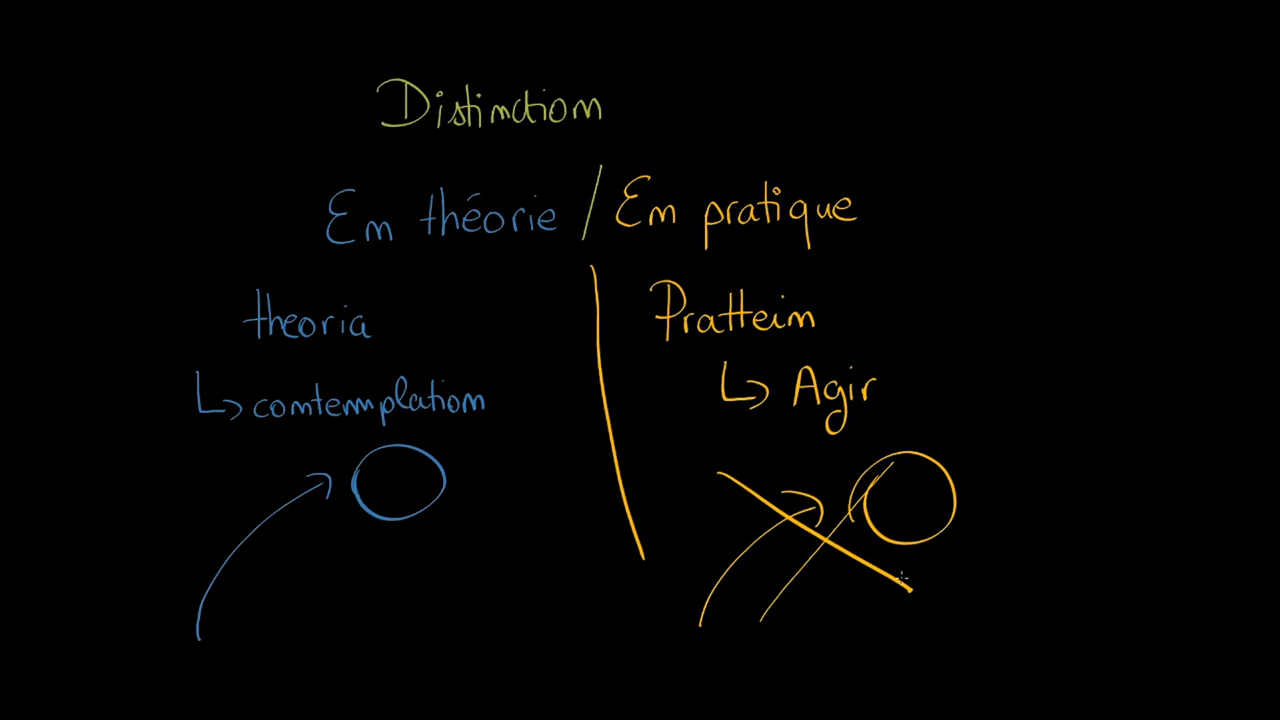 Distinction
En théorie / En pratique
theoria
Prattein
↳ contemplation
↳ Agir